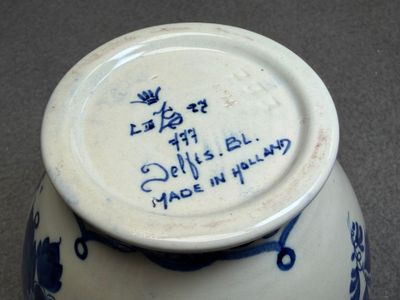 777
Delfts. BL.
MADE IN HOLLAND